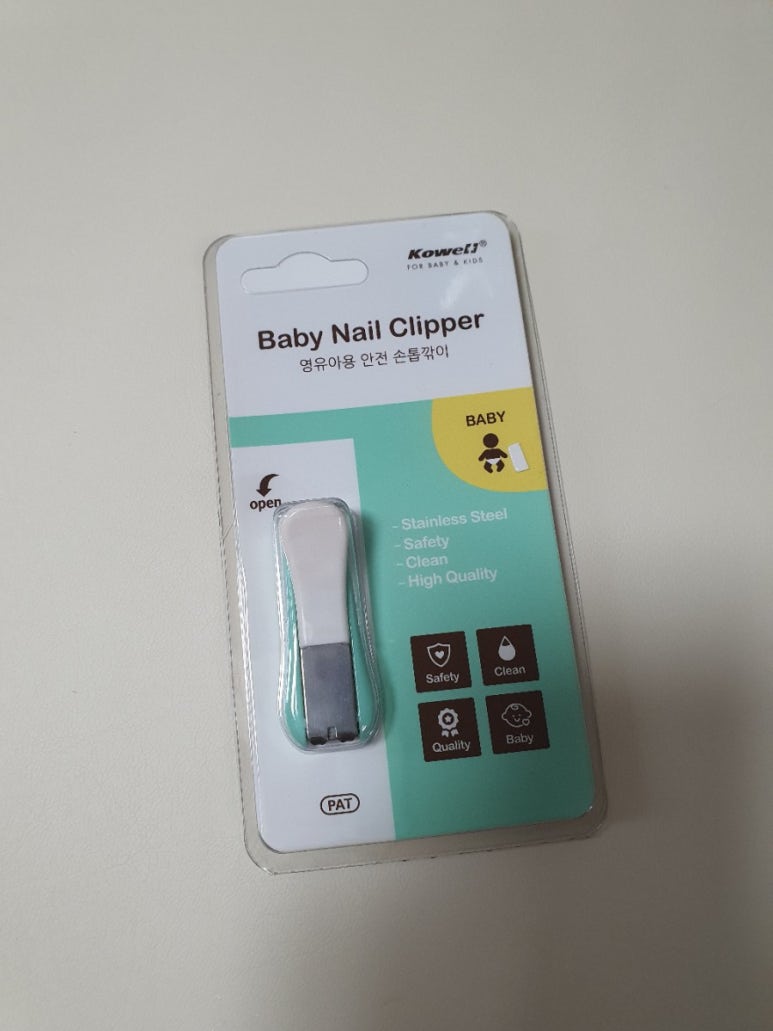 Kowell®
FOR BABY & KIDS
Baby Nail Clipper
영유아용 안전 손톱깎이
BABY
open
- Stainless Steel
- Safety
- Clean
- High Quality
Safety
Clean
Quality
Baby
PAT